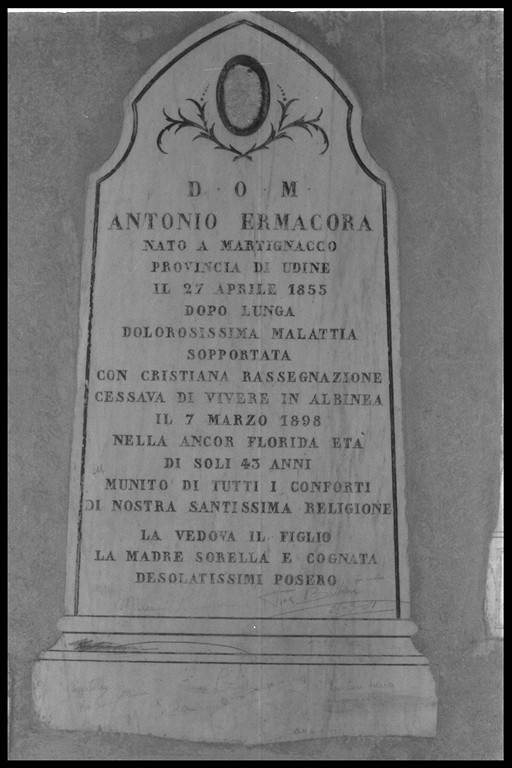 D · O · M ·
ANTONIO ERMACORA
NATO A MARTIGNACCO
PROVINCIA DI UDINE
IL 27 APRILE 1855
DOPO LUNGA
DOLOROSISSIMA MALATTIA
SOPPORTATA
CON CRISTIANA RASSEGNAZIONE
CESSAVA DI VIVERE IN ALBINEA
IL 7 MARZO 1898
NELLA ANCOR FLORIDA ETÀ
DI SOLI 43 ANNI
MUNITO DI TUTTI I CONFORTI
DI NOSTRA SANTISSIMA RELIGIONE
LA VEDOVA IL FIGLIO
LA MADRE SORELLA E COGNATA
DESOLATISSIMI POSERO